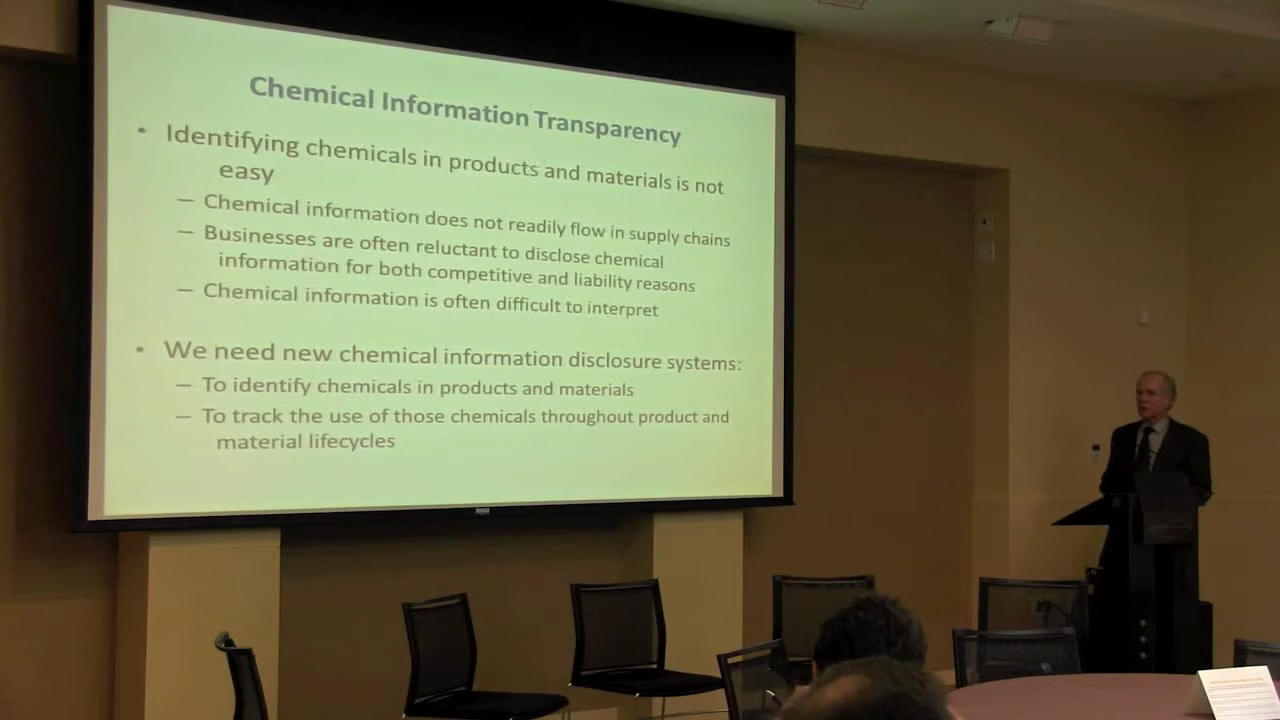 Chemical Information Transparency
• Identifying chemicals in products and materials is not
easy
– Chemical information does not readily flow in supply chains
– Businesses are often reluctant to disclose chemical
information for both competitive and liability reasons
– Chemical information is often difficult to interpret
• We need new chemical information disclosure systems:
– To identify chemicals in products and materials
– To track the use of those chemicals throughout product and
material lifecycles